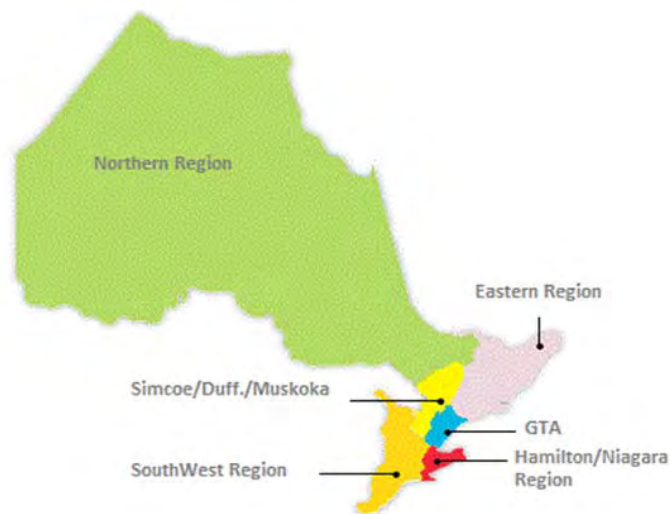 Northern Region
Eastern Region
Simcoe/Duff./Muskoka
GTA
Hamilton/Niagara
Region
SouthWest Region